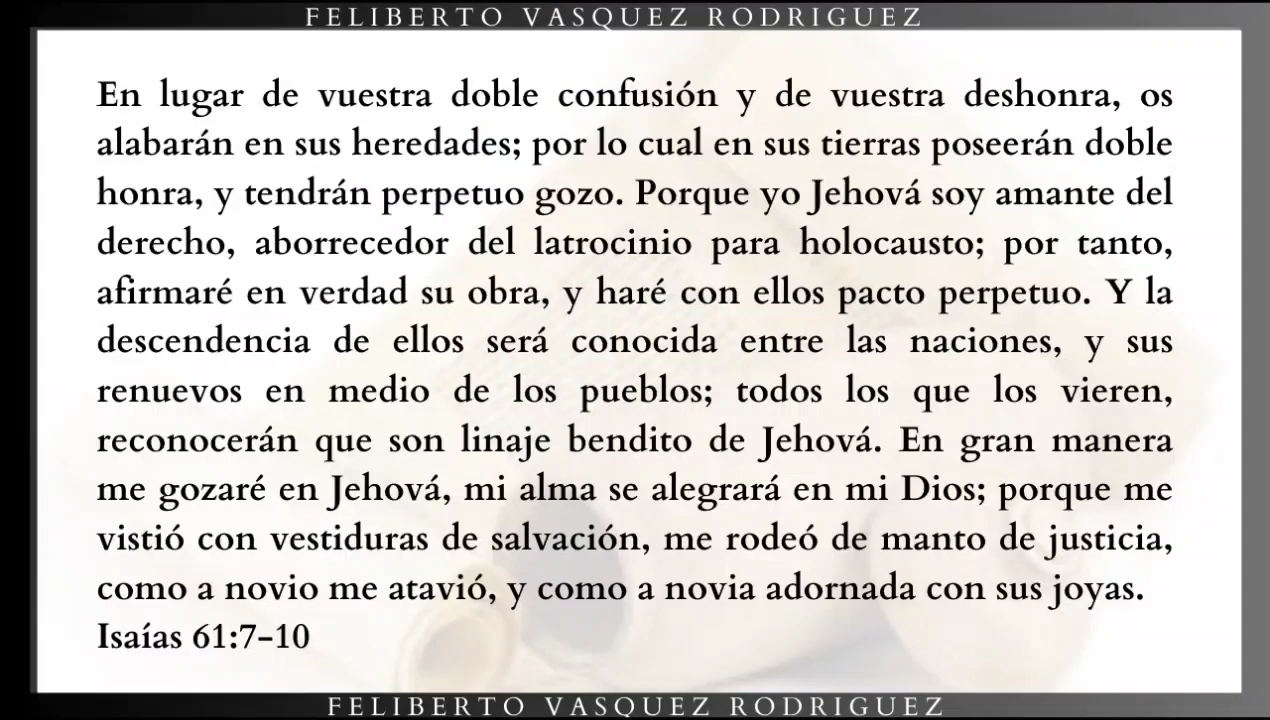 FELIBERTO VASQUEZ RODRIGUEZ
En lugar de vuestra doble confusión y de vuestra deshonra, os
alabarán en sus heredades; por lo cual en sus tierras poseerán doble
honra, y tendrán perpetuo gozo. Porque yo Jehová soy amante del
derecho, aborrecedor del latrocinio para holocausto; por tanto,
afirmaré en verdad su obra, y haré con ellos pacto perpetuo. Y la
descendencia de ellos será conocida entre las naciones, y sus
renuevos en medio de los pueblos; todos los que los vieren,
reconocerán que son linaje bendito de Jehová. En gran manera
me gozaré en Jehová, mi alma se alegrará en mi Dios; porque me
vistió con vestiduras de salvación, me rodeó de manto de justicia,
como a novio me atavió, y como a novia adornada con sus joyas.
Isaías 61:7-10
FELIBERTO VASQUEZ RODRIGUEZ